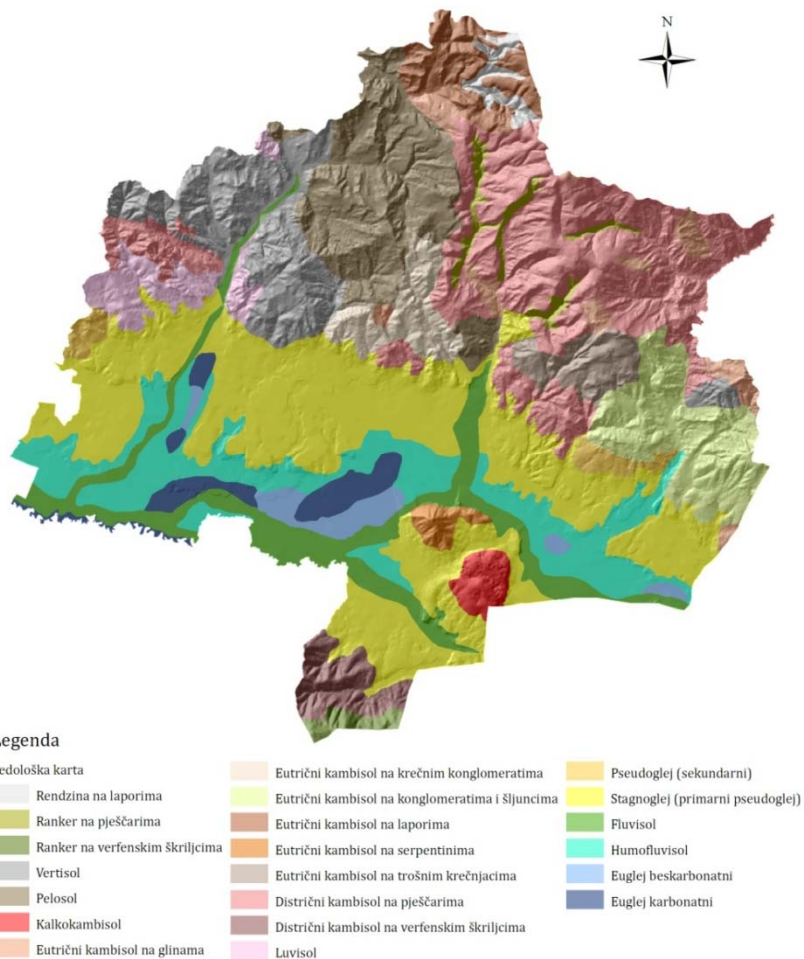 N
Legenda
edološka karta
Rendzina na laporima
Ranker na pješčarima
Ranker na verfenskim škriljcima
Vertisol
Pelosol
Kalkokambisol
Eutrični kambisol na glinama
Eutrični kambisol na krečnim konglomeratima
Eutrični kambisol na konglomeratima i šljuncima
Eutrični kambisol na laporima
Eutrični kambisol na serpentinima
Eutrični kambisol na trošnim krečnjacima
Distrični kambisol na pješčarima
Distrični kambisol na verfenskim škriljcima
Luvisol
Pseudoglej (sekundarni)
Stagnoglej (primarni pseudoglej)
Fluvisol
Humofluvisol
Euglej beskarbonatni
Euglej karbonatni